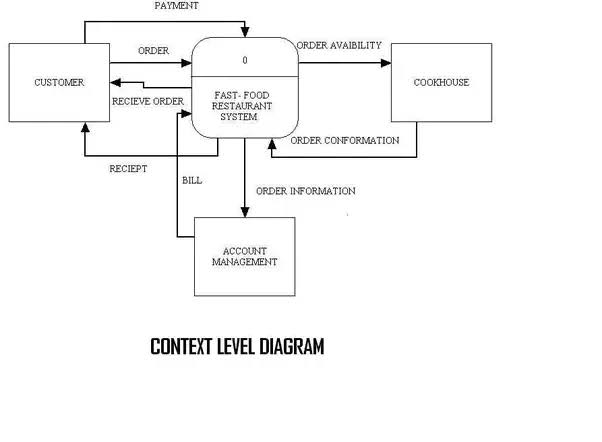 PAYMENT
ORDER
0
ORDER AVAIBILITY
CUSTOMER
COOKHOUSE
RECIEVE ORDER
FAST- FOOD
RESTAURANT
SYSTEM
ORDER CONFORMATION
RECIEPT
BILL
ORDER INFORMATION
ACCOUNT
MANAGEMENT
CONTEXT LEVEL DIAGRAM